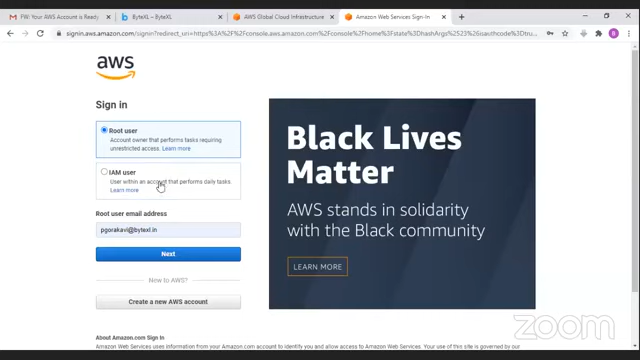 FW: Your AWS Account is Ready
ByteXL – ByteXL
AWS Global Cloud Infrastructure
Amazon Web Services Sign-In
signin.aws.amazon.com/signin?redirect_uri=https%3A%2F%2Fconsole.aws.amazon.com%2Fconsole%2Fhome%3Fstate%3DhashArgs%2523%26isauthcode%3Dtru...
B
aws
Sign in
Root user
Account owner that performs tasks requiring
unrestricted access. Learn more
IAM user
User within an account that performs daily tasks.
Learn more
Root user email address
pgorakavi@bytexl.in
Next
New to AWS?
Create a new AWS account
Black Lives
Matter
AWS stands in solidarity
with the Black community
LEARN MORE
About Amazon.com Sign In
Amazon Web Services uses information from your Amazon.com account to identify you and allow access to Amazon Web Services. Your use of this site is governed by our
zoom